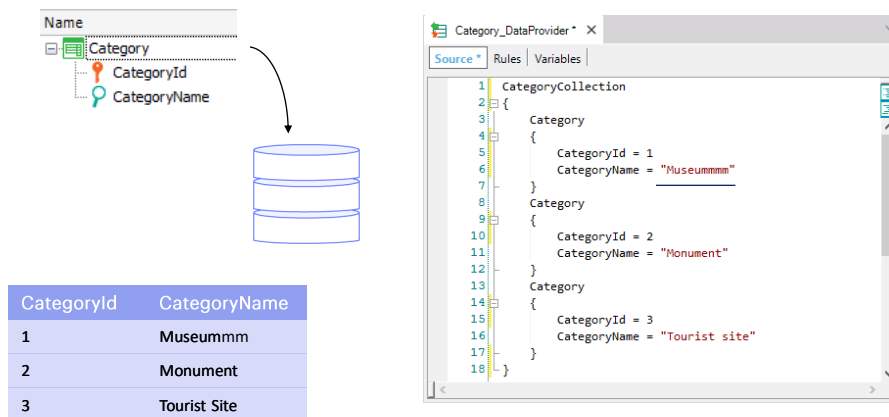 Name
Category
CategoryId
CategoryName
CategoryId CategoryName
1 Museummm
2 Monument
3 Tourist Site
Category_DataProvider *
Source * Rules Variables
1 CategoryCollection
2 {
3 Category
4 {
5 CategoryId = 1
6 CategoryName = "Museummmm"
7 }
8 Category
9 {
10 CategoryId = 2
11 CategoryName = "Monument"
12 }
13 Category
14 {
15 CategoryId = 3
16 CategoryName = "Tourist site"
17 }
18 }